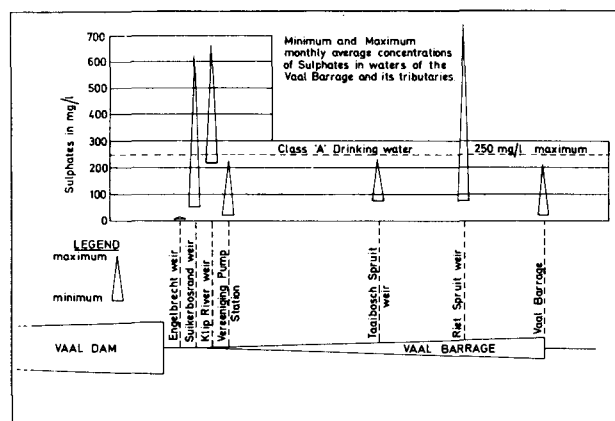 700
600
500
400
300
200
100
0
Sulphates in mg/l
Minimum and Maximum
monthly average concentrations
of Sulphates in waters of the
Vaal Barrage and its tributaries.
Class 'A' Drinking water
250 mg/l maximum
LEGEND
maximum
minimum
Engelbrecht weir
Suikerbosrand weir
Klip River weir
Vereeniging Pump
Station
Taaibosch Spruit
weir
Riet Spruit weir
Vaal Barrage
VAAL DAM
VAAL BARRAGE